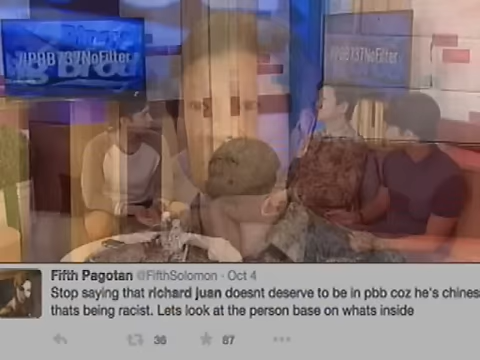 #PBB737NoFilter
#PBB737NoFilter
Fifth Pagotan @FifthSolomon · Oct 4
Stop saying that richard juan doesnt deserve to be in pbb coz he's chines
thats being racist. Lets look at the person base on whats inside
36 87